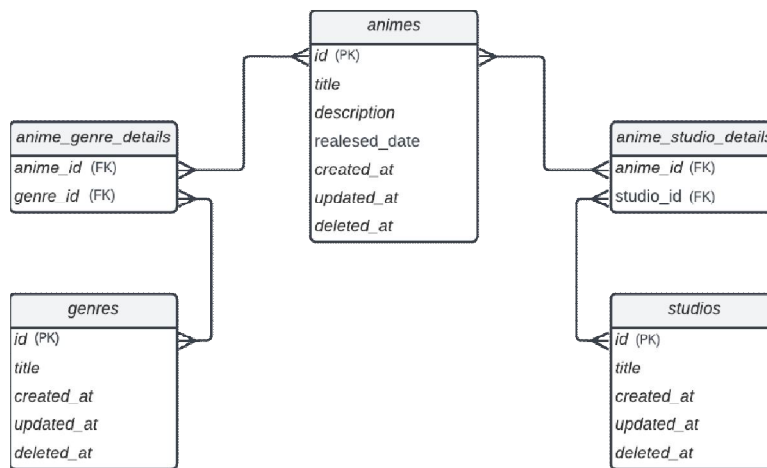 animes
id (PK)
title
description
realesed_date
created_at
updated_at
deleted_at
anime_genre_details
anime_id (FK)
genre_id (FK)
anime_studio_details
anime_id (FK)
studio_id (FK)
genres
id (PK)
title
created_at
updated_at
deleted_at
studios
id (PK)
title
created_at
updated_at
deleted_at